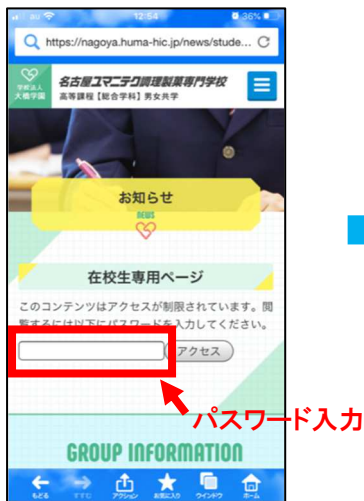 au 12:54 36%
https://nagoya.huma-hic.jp/news/stude...
学校法人
大橋学園
名古屋ユマニテク調理製菓専門学校
高等課程【総合学科】男女共学
お知らせ
NEWS
在校生専用ページ
このコンテンツはアクセスが制限されています。閲
覧するには以下にパスワードを入力してください。
アクセス
パスワード入力
GROUP INFORMATION
もどる すすむ アクション お気に入り ウインドウ ホーム